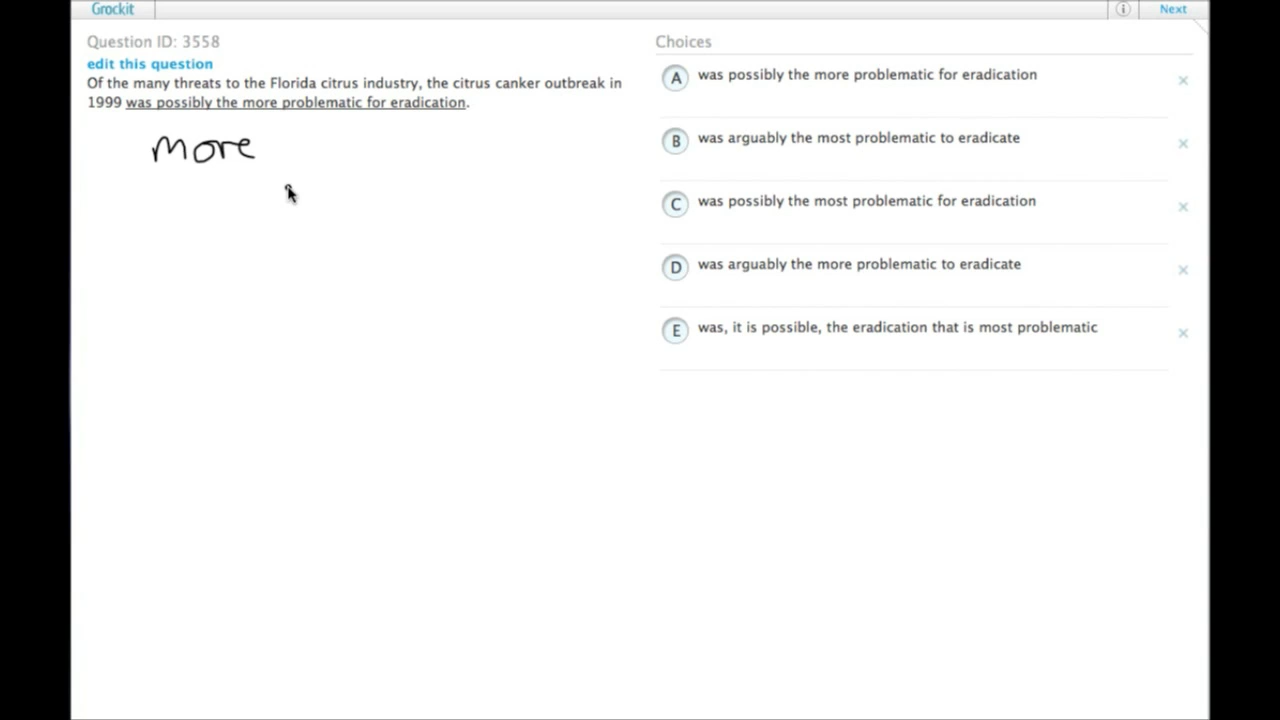 Grockit
Next
Question ID: 3558
edit this question
Of the many threats to the Florida citrus industry, the citrus canker outbreak in
1999 was possibly the more problematic for eradication.
more
Choices
A was possibly the more problematic for eradication
B was arguably the most problematic to eradicate
C was possibly the most problematic for eradication
D was arguably the more problematic to eradicate
E was, it is possible, the eradication that is most problematic